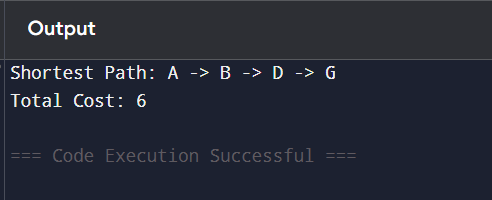 Output
Shortest Path: A -> B -> D -> G
Total Cost: 6
=== Code Execution Successful ===